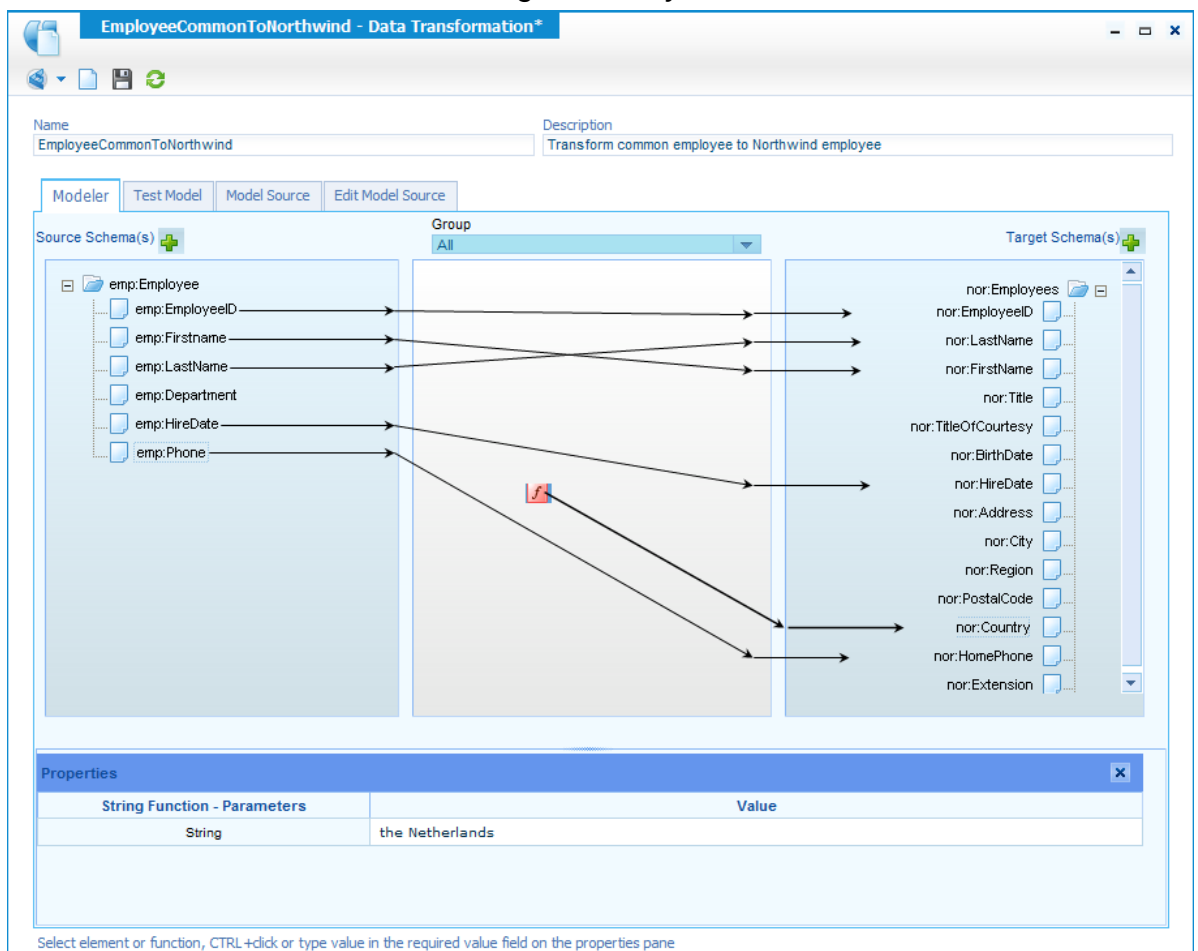 EmployeeCommonToNorthwind - Data Transformation*
Name
Description
EmployeeCommonToNorthwind
Transform common employee to Northwind employee
Modeler
Test Model
Model Source
Edit Model Source
Source Schema(s)
Group
All
Target Schema(s)
emp:Employee
emp:EmployeeID
emp:Firstname
emp:LastName
emp:Department
emp:HireDate
emp:Phone
nor:Employees
nor:EmployeeID
nor:LastName
nor:FirstName
nor:Title
nor:TitleOfCourtesy
nor:BirthDate
nor:HireDate
nor:Address
nor:City
nor:Region
nor:PostalCode
nor:Country
nor:HomePhone
nor:Extension
Properties
String Function - Parameters
Value
String
the Netherlands
Select element or function, CTRL+click or type value in the required value field on the properties pane